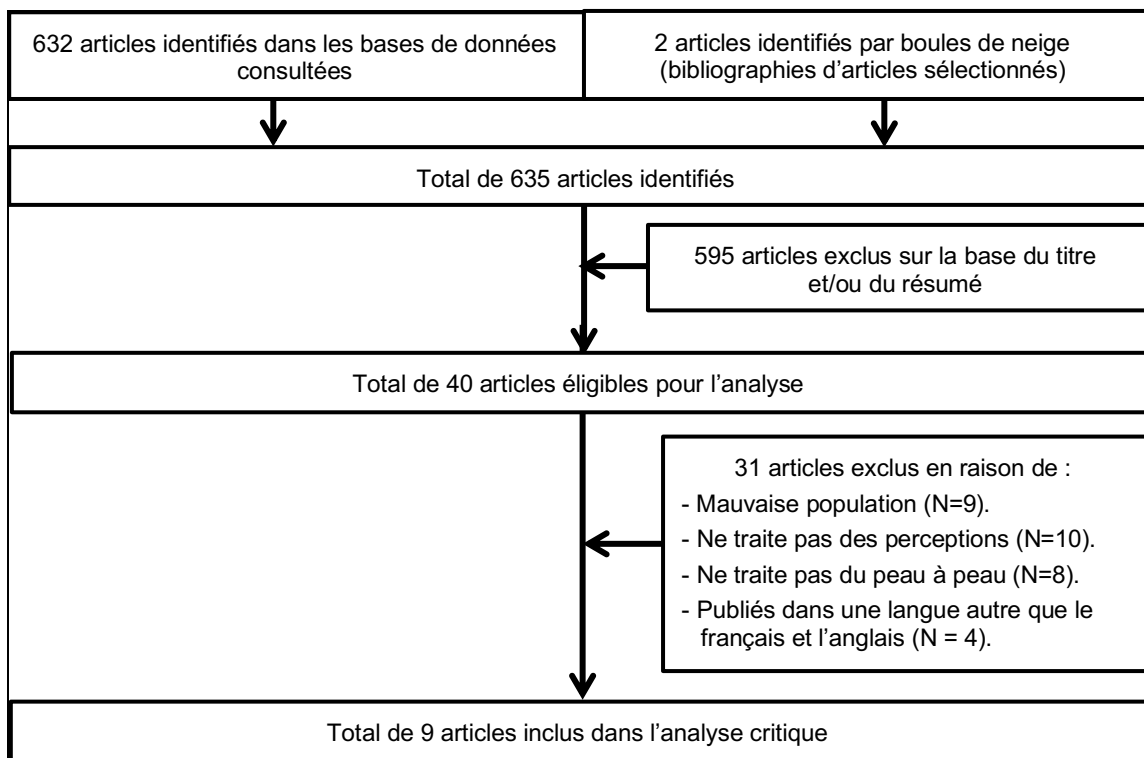 632 articles identifiés dans les bases de données
consultées
2 articles identifiés par boules de neige
(bibliographies d’articles sélectionnés)
Total de 635 articles identifiés
595 articles exclus sur la base du titre
et/ou du résumé
Total de 40 articles éligibles pour l’analyse
31 articles exclus en raison de :
- Mauvaise population (N=9).
- Ne traite pas des perceptions (N=10).
- Ne traite pas du peau à peau (N=8).
- Publiés dans une langue autre que le
français et l’anglais (N = 4).
Total de 9 articles inclus dans l’analyse critique